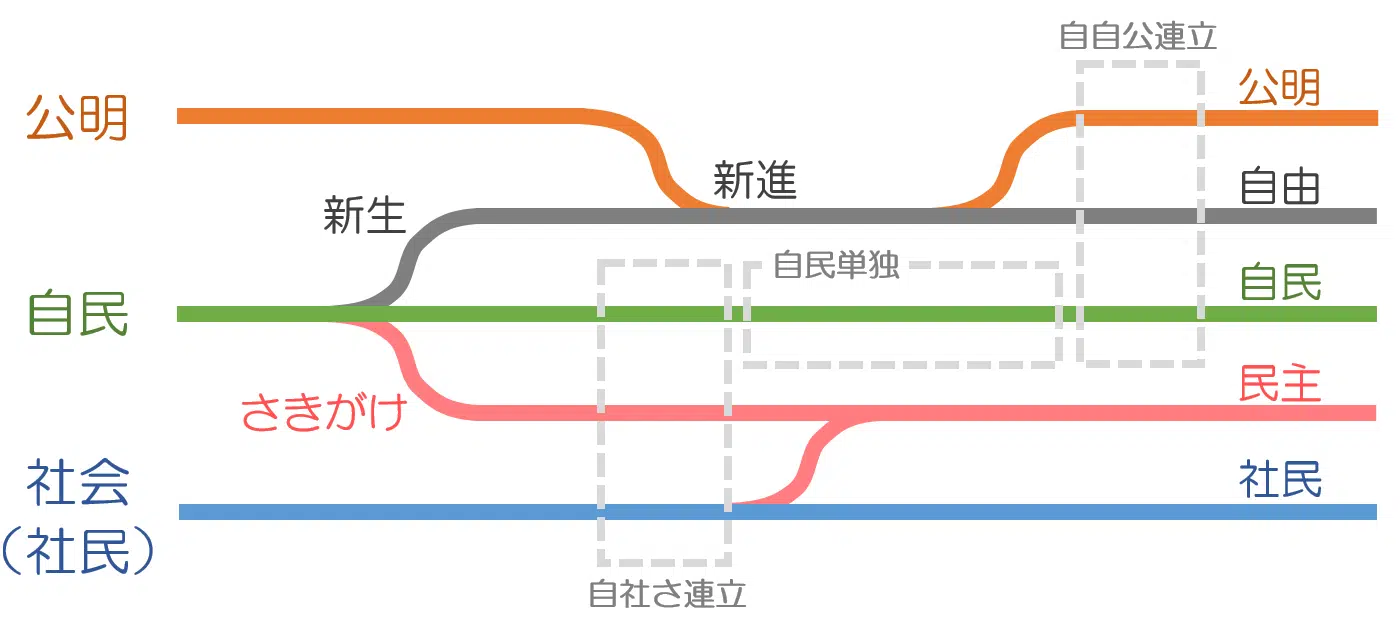 自自公連立
公明
公明
新進
自由
新生
自民単独
自民
自民
民主
さきがけ
社会
（社民）
社民
自社さ連立